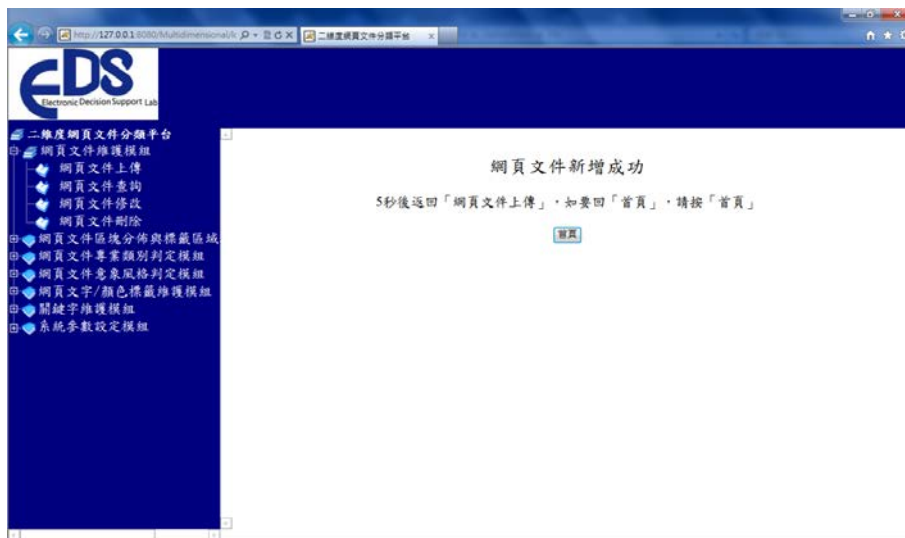 http://127.0.0.1:8080/Multidimensional/k
二維度網頁文件分類平台
EDS
Electronic Decision Support Lab
二維度網頁文件分類平台
網頁文件維護模組
網頁文件上傳
網頁文件查詢
網頁文件修改
網頁文件刪除
網頁文件區塊分佈與標籤區域
網頁文件專業類別判定模組
網頁文件意象風格判定模組
網頁文字/顏色標籤維護模組
關鍵字維護模組
系統參數設定模組
網頁文件新增成功
5秒後返回「網頁文件上傳」，如要回「首頁」，請按「首頁」
首頁